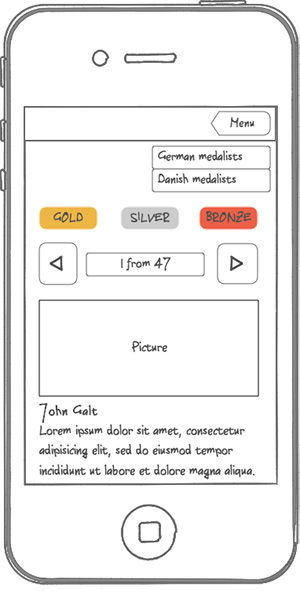 Menu
German medalists
Danish medalists
GOLD SILVER BRONZE
1 from 47
Picture
John Galt
Lorem ipsum dolor sit amet, consectetur
adipisicing elit, sed do eiusmod tempor
incididunt ut labore et dolore magna aliqua.